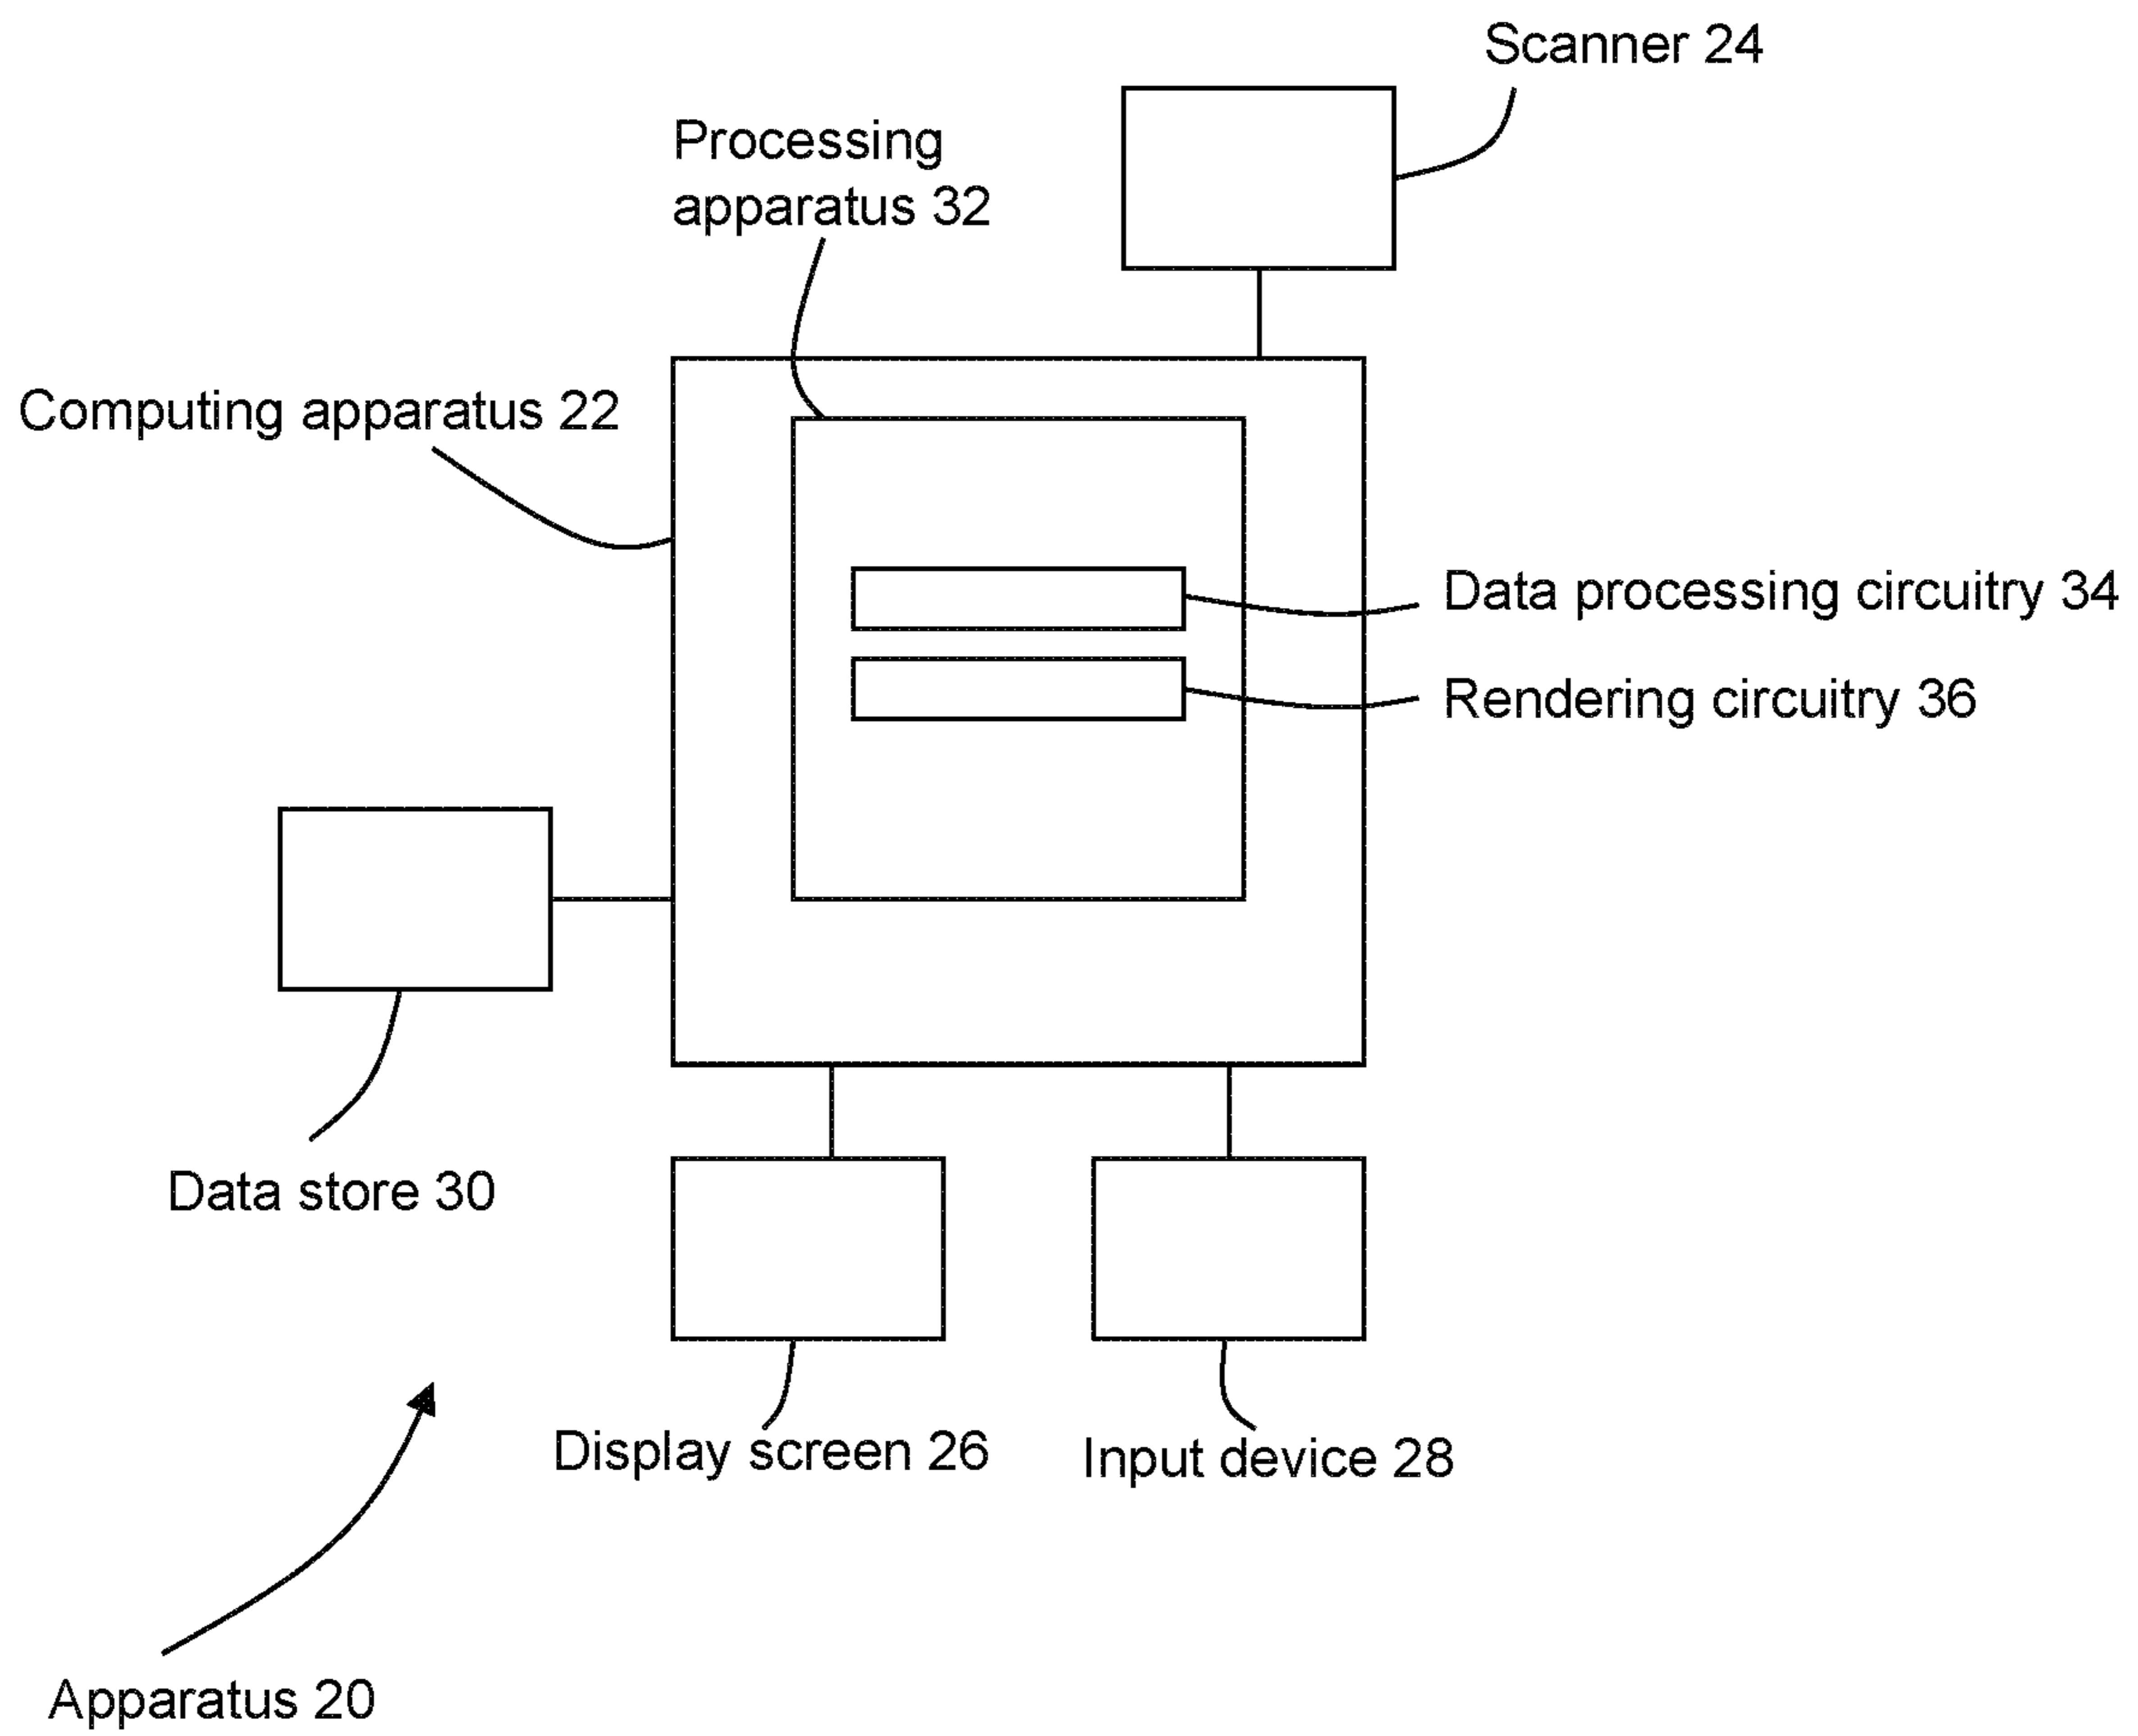 Scanner 24
Processing
apparatus 32
Computing apparatus 22
Data processing circuitry 34
Rendering circuitry 36
Data store 30
Display screen 26
Input device 28
Apparatus 20